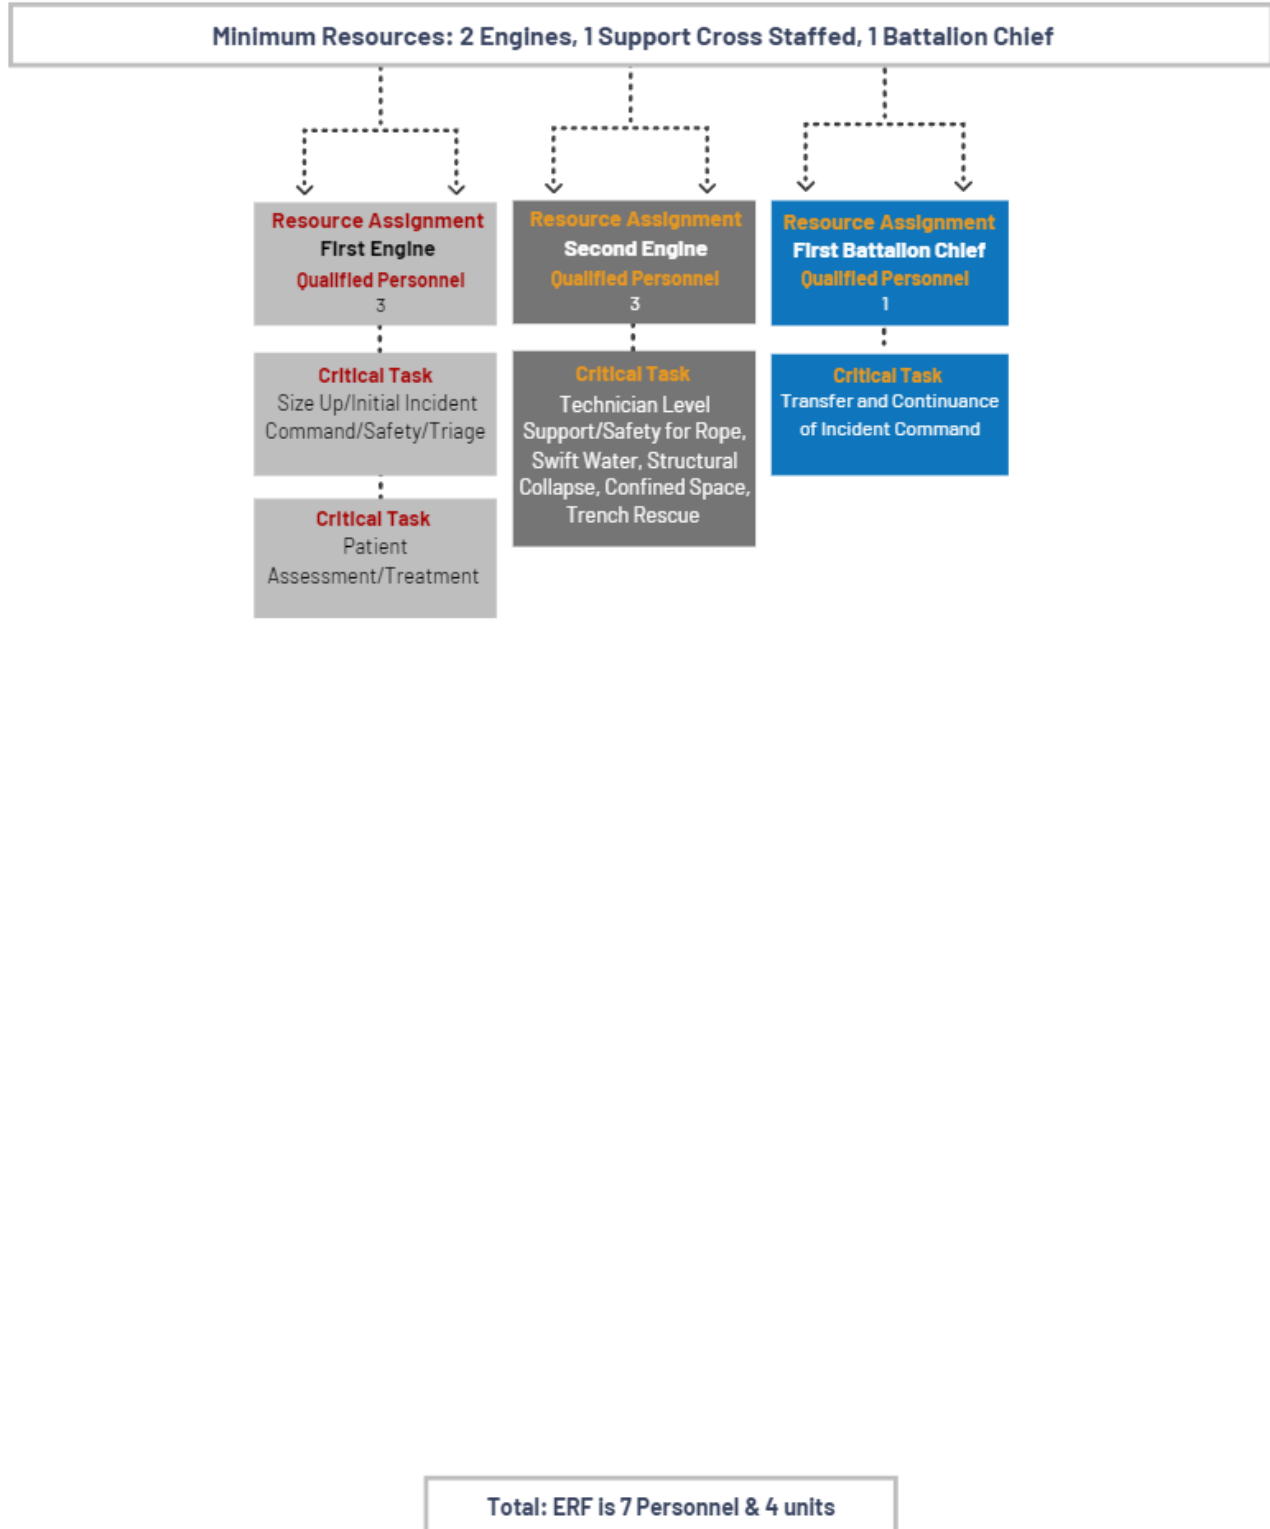 Minimum Resources: 2 Engines, 1 Support Cross Staffed, 1 Battalion Chief
Resource Assignment
First Engine
Qualified Personnel
3
Critical Task
Size Up/Initial Incident
Command/Safety/Triage
Critical Task
Patient
Assessment/Treatment
Resource Assignment
Second Engine
Qualified Personnel
3
Critical Task
Technician Level
Support/Safety for Rope,
Swift Water, Structural
Collapse, Confined Space,
Trench Rescue
Resource Assignment
First Battalion Chief
Qualified Personnel
1
Critical Task
Transfer and Continuance
of Incident Command
Total: ERF is 7 Personnel & 4 units